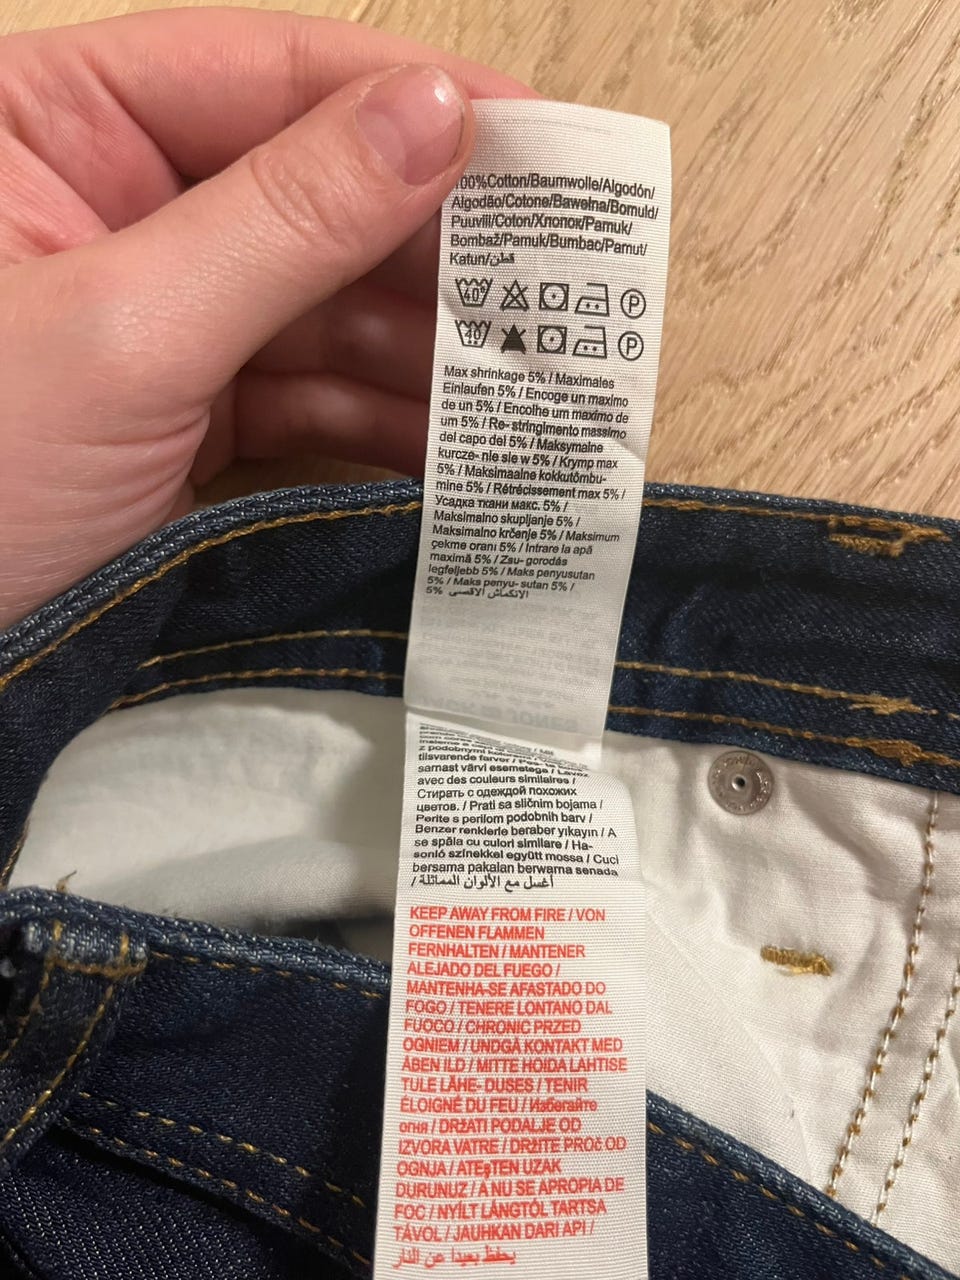 100%Cotton/Baumwolle/Algodón/
Algodão/Cotone/Bawełna/Bomuld/
Puuvill/Coton/Хлопок/Pamuk/
Bombaž/Pamuk/Bumbac/Pamut/
Katun/قطن
40° P
40 P
Max shrinkage 5% / Maximales
Einlaufen 5% / Encoge un maximo
de un 5% / Encolhe um maximo de
um 5% / Re- stringimento massimo
del capo del 5% / Maksymalne
kurcze- nie sie w 5% / Krymp max
5% / Maksimaalne kokkutõmbu-
mine 5% / Rétrécissement max 5% /
Усадка ткани макс. 5% /
Maksimalno skupljanje 5% /
Maksimalno krčenje 5% / Maksimum
çekme oranı 5% / Intrare la apă
maximă 5% / Zsu- gorodás
legfeljebb 5% / Maks penyusutan
5% / Maks penyu- sutan 5% /
الانكماش الاقصى 5%
JONES
z podobnymi
tilsvarende farver /
samast värvi esemetega / Lavez
avec des couleurs similaires /
Стирать с одеждой похожих
цветов. / Prati sa sličnim bojama /
Perite s perilom podobnih barv /
Benzer renklerle beraber yıkayın / A
se spăla cu culori similare / Ha-
sonló színekkel együtt mossa / Cuci
bersama pakaian berwarna senada
/ أغسل مع الألوان المماثلة
KEEP AWAY FROM FIRE / VON
OFFENEN FLAMMEN
FERNHALTEN / MANTENER
ALEJADO DEL FUEGO /
MANTENHA-SE AFASTADO DO
FOGO / TENERE LONTANO DAL
FUOCO / CHRONIC PRZED
OGNIEM / UNDGÅ KONTAKT MED
ÅBEN ILD / MITTE HOIDA LAHTISE
TULE LÄHE- DUSES / TENIR
ÉLOIGNÉ DU FEU / Избегайте
огня / DRŽATI PODALJE OD
IZVORA VATRE / DRŽITE PROč OD
OGNJA / ATEşTEN UZAK
DURUNUZ / A NU SE APROPIA DE
FOC / NYÍLT LÁNGTÓL TARTSA
TÁVOL / JAUHKAN DARI API /
يحفظ بعيدا عن النار